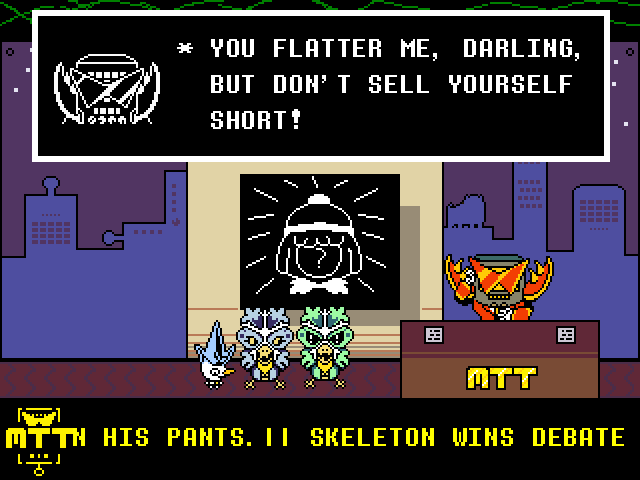 * YOU FLATTER ME, DARLING,
BUT DON'T SELL YOURSELF
SHORT!
?
MTT
MTT N HIS PANTS. || SKELETON WINS DEBATE